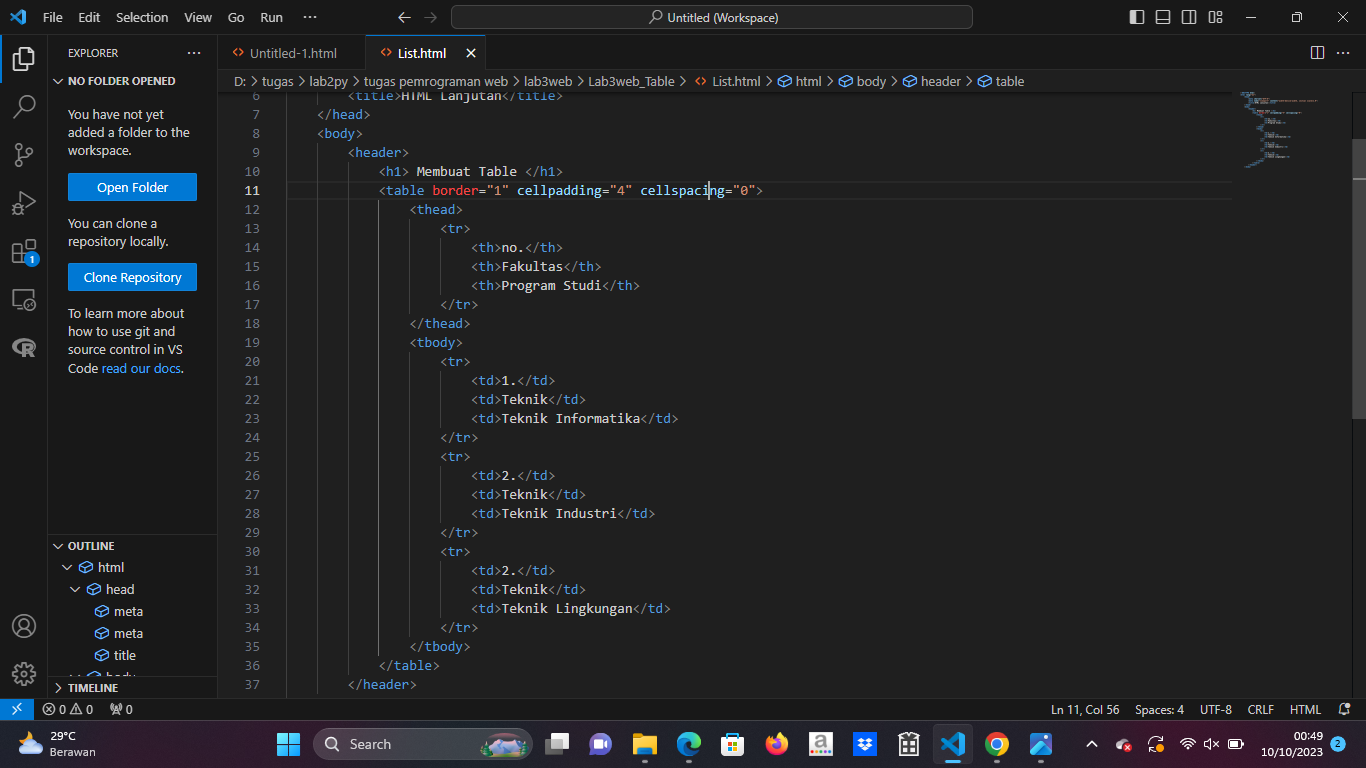 File Edit Selection View Go Run ··· Untitled (Workspace)
EXPLORER ···
NO FOLDER OPENED
You have not yet
added a folder to the
workspace.
Open Folder
You can clone a
repository locally.
Clone Repository
To learn more about
how to use git and
source control in VS
Code read our docs.
1
OUTLINE
html
head
meta
meta
title
body
TIMELINE
Untitled-1.html List.html
D: > tugas > lab2py > tugas pemrograman web > lab3web > Lab3web_Table > List.html > html > body > header > table
6 <title>HTML Lanjutan</title>
7 </head>
8 <body>
9 <header>
10 <h1> Membuat Table </h1>
11 <table border="1" cellpadding="4" cellspacing="0">
12 <thead>
13 <tr>
14 <th>no.</th>
15 <th>Fakultas</th>
16 <th>Program Studi</th>
17 </tr>
18 </thead>
19 <tbody>
20 <tr>
21 <td>1.</td>
22 <td>Teknik</td>
23 <td>Teknik Informatika</td>
24 </tr>
25 <tr>
26 <td>2.</td>
27 <td>Teknik</td>
28 <td>Teknik Industri</td>
29 </tr>
30 <tr>
31 <td>2.</td>
32 <td>Teknik</td>
33 <td>Teknik Lingkungan</td>
34 </tr>
35 </tbody>
36 </table>
37 </header>
0 0 0 Ln 11, Col 56 Spaces: 4 UTF-8 CRLF HTML
29°C
Berawan
Search
a
00:49
10/10/2023
2